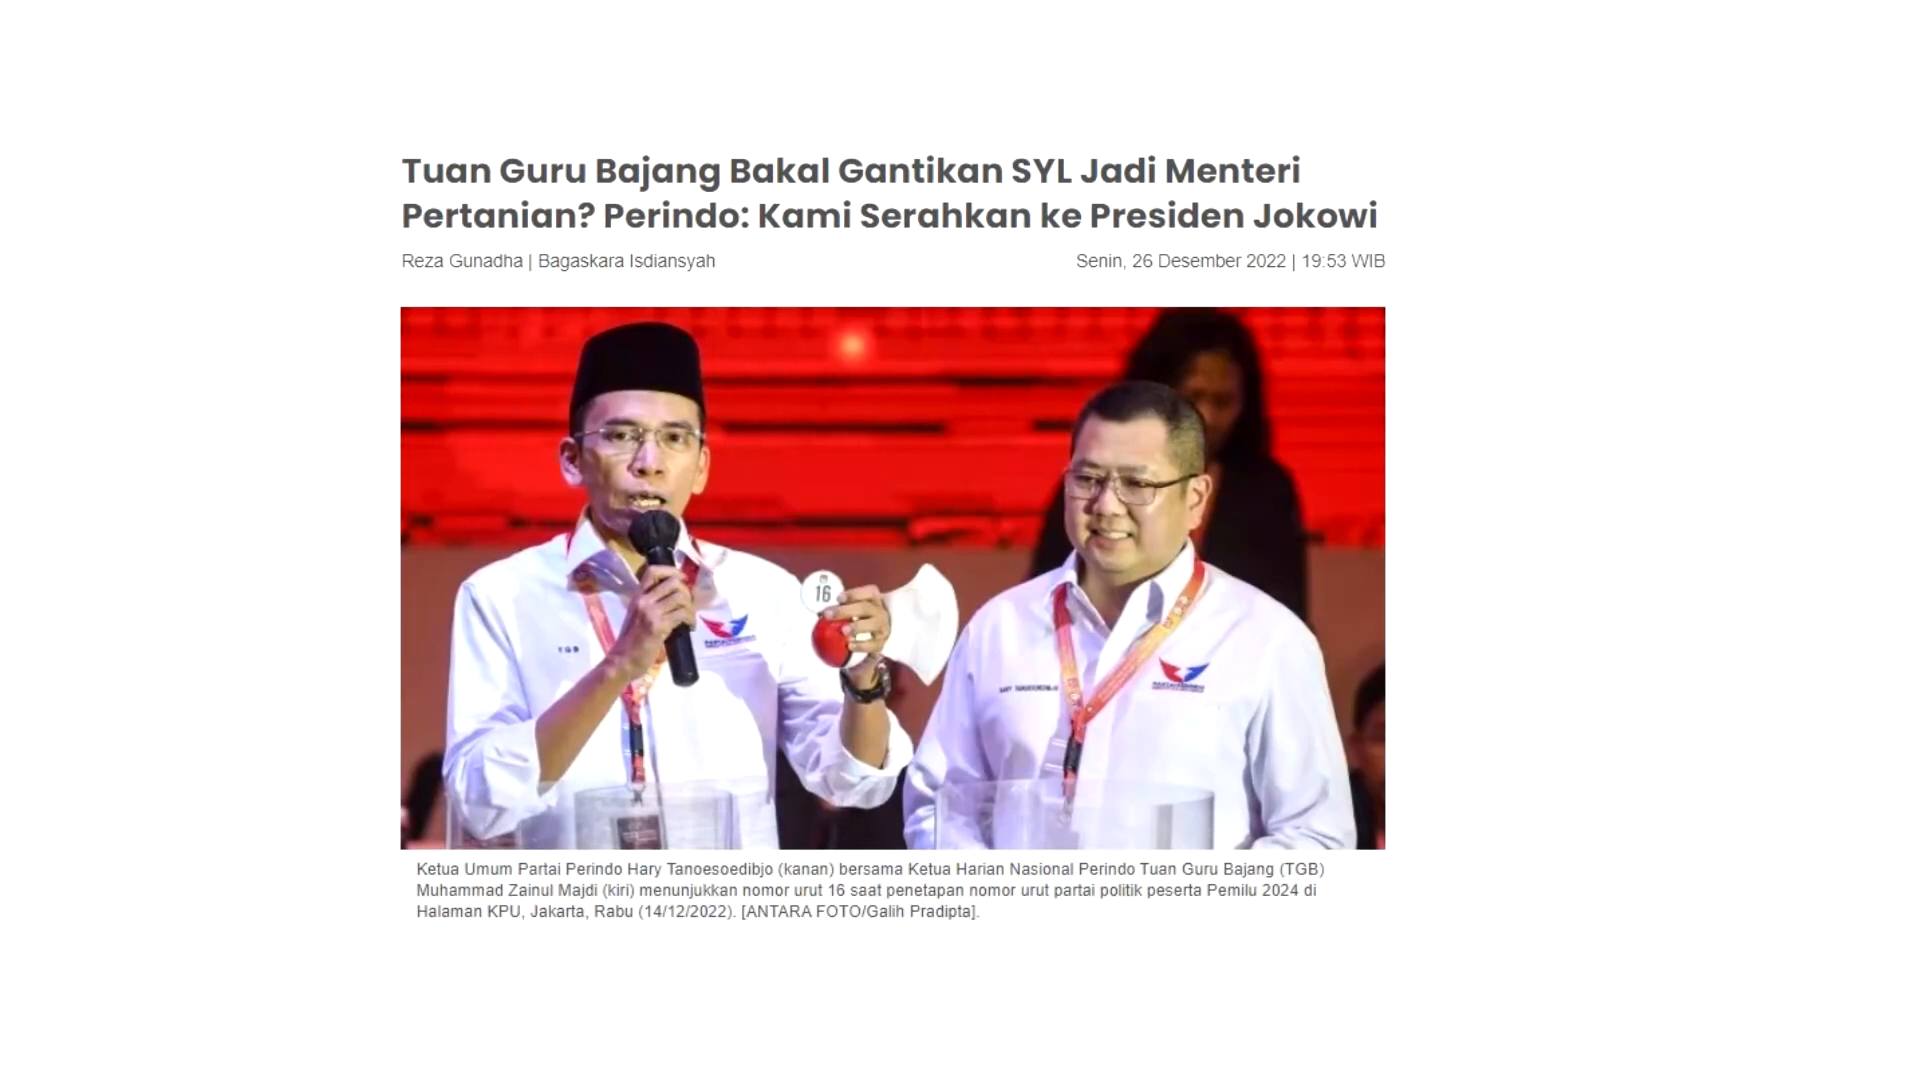 Tuan Guru Bajang Bakal Gantikan SYL Jadi Menteri
Pertanian? Perindo: Kami Serahkan ke Presiden Jokowi
Reza Gunadha | Bagaskara Isdiansyah
Senin, 26 Desember 2022 | 19:53 WIB
16
TGB
Ketua Umum Partai Perindo Hary Tanoesoedibjo (kanan) bersama Ketua Harian Nasional Perindo Tuan Guru Bajang (TGB)
Muhammad Zainul Majdi (kiri) menunjukkan nomor urut 16 saat penetapan nomor urut partai politik peserta Pemilu 2024 di
Halaman KPU, Jakarta, Rabu (14/12/2022). [ANTARA FOTO/Galih Pradipta].